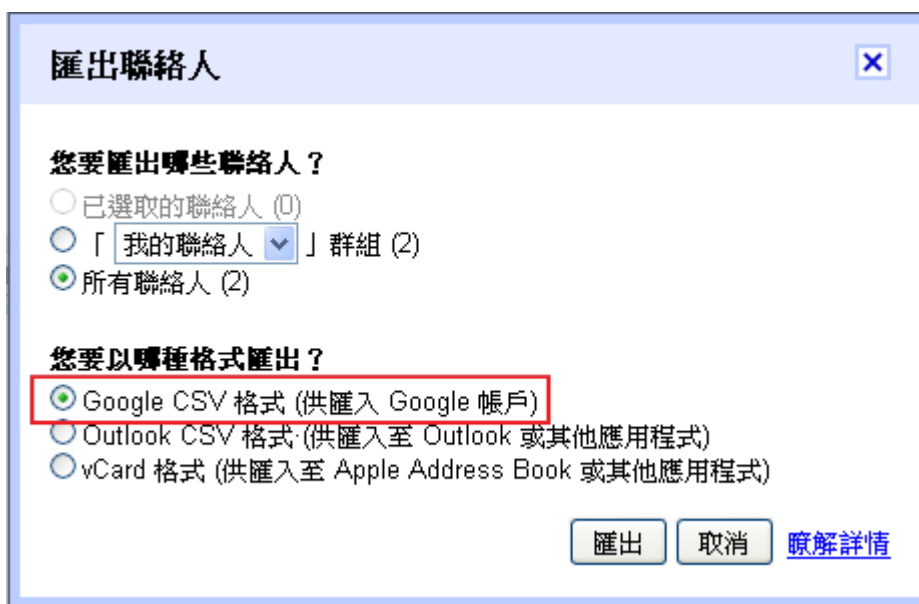 匯出聯絡人
您要匯出哪些聯絡人？
已選取的聯絡人 (0)
「 我的聯絡人 」群組 (2)
所有聯絡人 (2)
您要以哪種格式匯出？
Google CSV 格式 (供匯入 Google 帳戶)
Outlook CSV 格式 (供匯入至 Outlook 或其他應用程式)
vCard 格式 (供匯入至 Apple Address Book 或其他應用程式)
匯出 取消 瞭解詳情